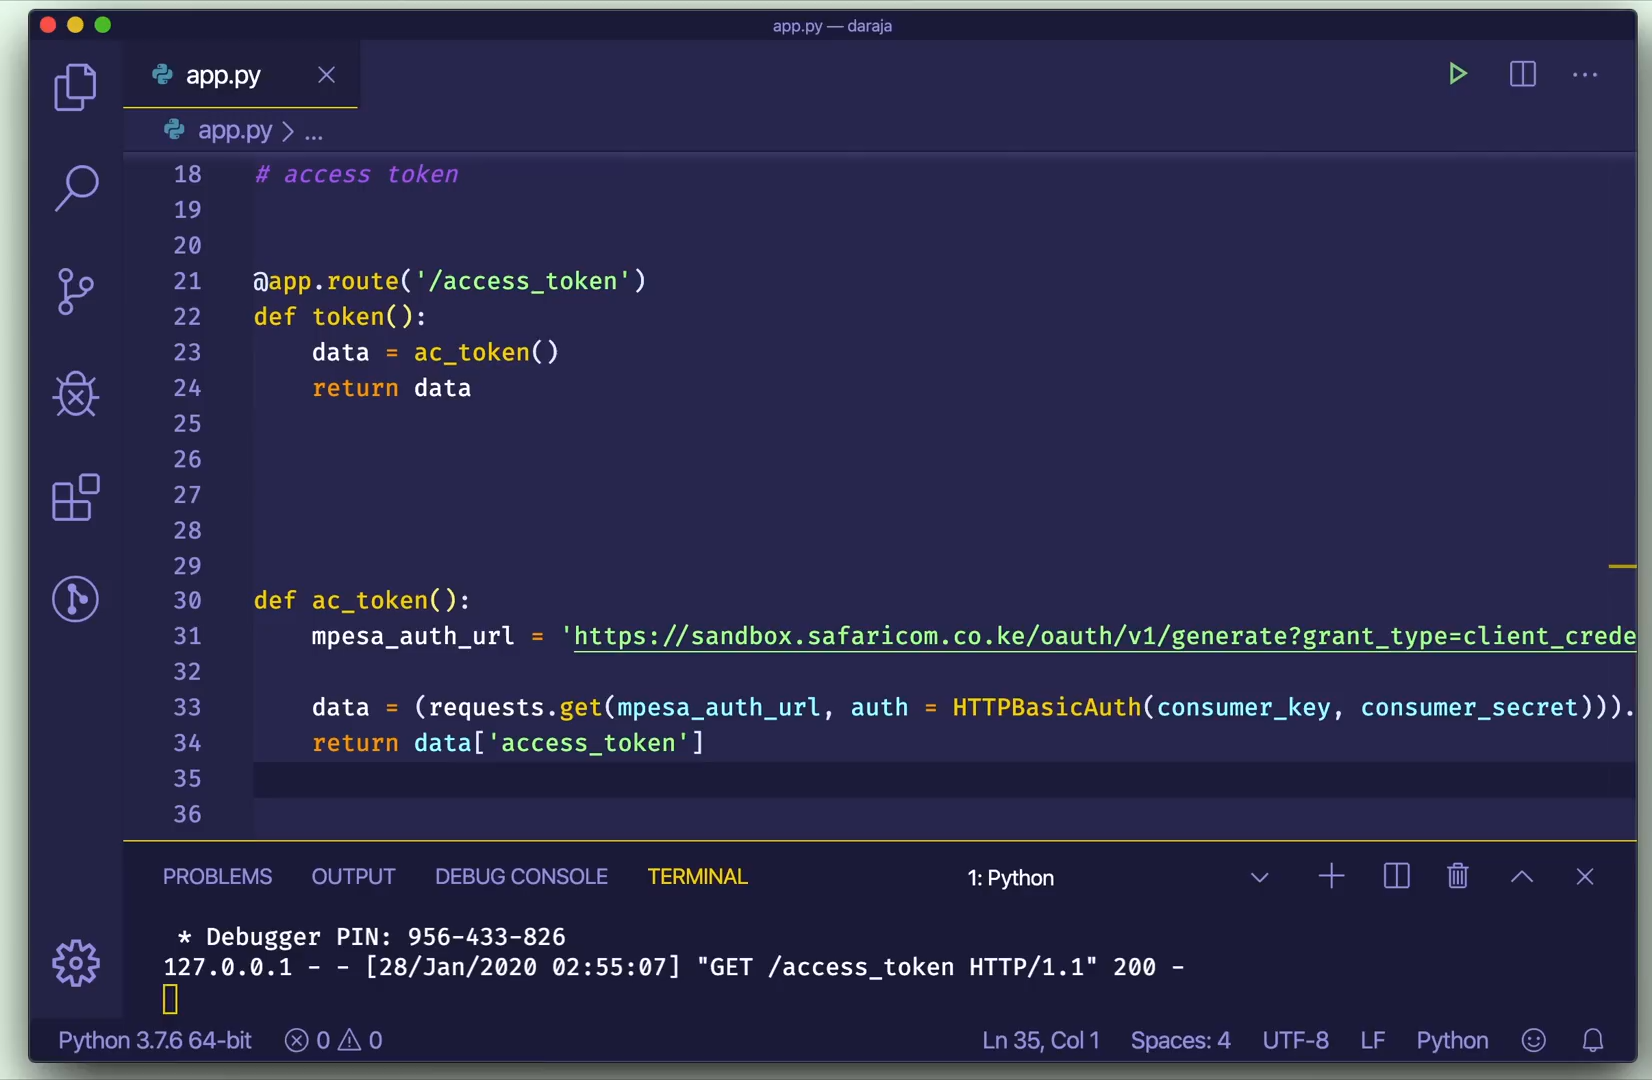 app.py — daraja
app.py
app.py > ...
18 # access token
19
20
21 @app.route('/access_token')
22 def token():
23     data = ac_token()
24     return data
25
26
27
28
29
30 def ac_token():
31     mpesa_auth_url = 'https://sandbox.safaricom.co.ke/oauth/v1/generate?grant_type=client_crede
32
33     data = (requests.get(mpesa_auth_url, auth = HTTPBasicAuth(consumer_key, consumer_secret))).
34     return data['access_token']
35
36
PROBLEMS OUTPUT DEBUG CONSOLE TERMINAL 1: Python
* Debugger PIN: 956-433-826
127.0.0.1 - - [28/Jan/2020 02:55:07] "GET /access_token HTTP/1.1" 200 -
Python 3.7.6 64-bit 0 0 Ln 35, Col 1 Spaces: 4 UTF-8 LF Python